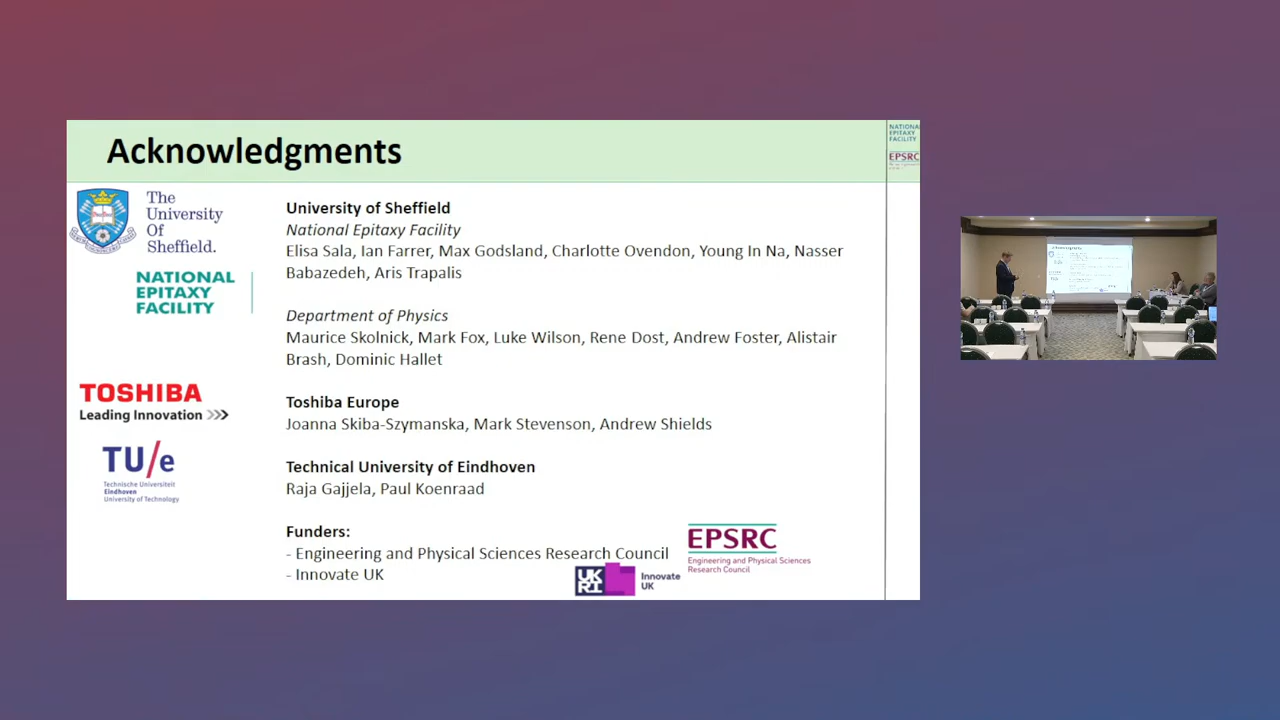 Acknowledgments
NATIONAL
EPITAXY
FACILITY
EPSRC
The
University
Of
Sheffield.
NATIONAL
EPITAXY
FACILITY
University of Sheffield
National Epitaxy Facility
Elisa Sala, Ian Farrer, Max Godsland, Charlotte Ovendon, Young In Na, Nasser
Babazedeh, Aris Trapalis
Department of Physics
Maurice Skolnick, Mark Fox, Luke Wilson, Rene Dost, Andrew Foster, Alistair
Brash, Dominic Hallet
TOSHIBA
Leading Innovation >>>
Toshiba Europe
Joanna Skiba-Szymanska, Mark Stevenson, Andrew Shields
TU/e
Technische Universiteit
Eindhoven
University of Technology
Technical University of Eindhoven
Raja Gajjela, Paul Koenraad
Funders:
- Engineering and Physical Sciences Research Council
- Innovate UK
UK
RI
Innovate
UK
EPSRC
Engineering and Physical Sciences
Research Council